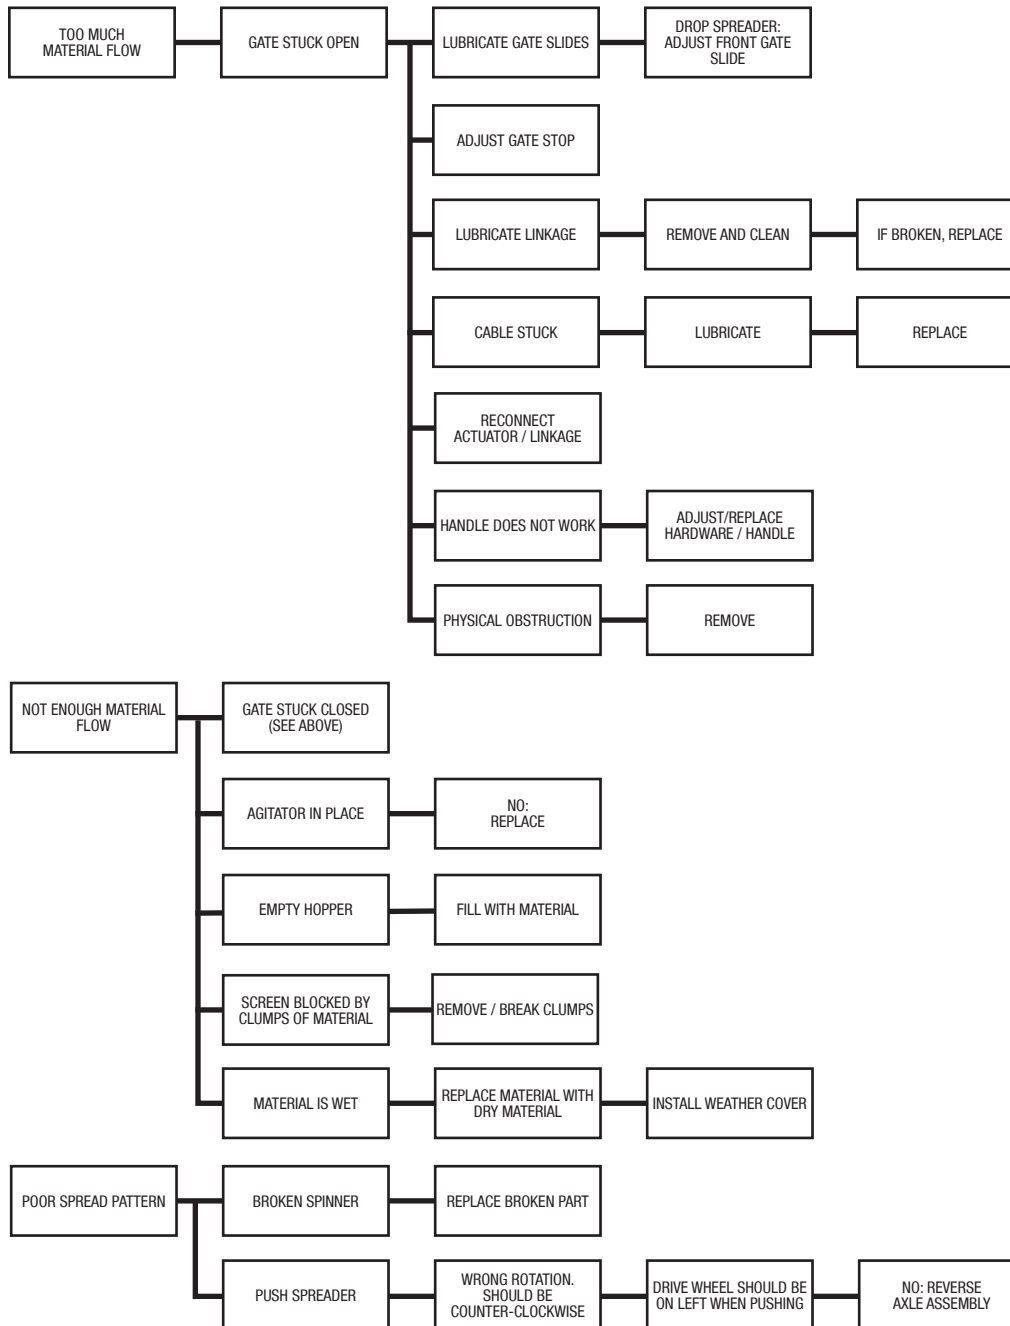 TOO MUCH
MATERIAL FLOW
GATE STUCK OPEN
LUBRICATE GATE SLIDES
DROP SPREADER:
ADJUST FRONT GATE
SLIDE
ADJUST GATE STOP
LUBRICATE LINKAGE
REMOVE AND CLEAN
IF BROKEN, REPLACE
CABLE STUCK
LUBRICATE
REPLACE
RECONNECT
ACTUATOR / LINKAGE
HANDLE DOES NOT WORK
ADJUST/REPLACE
HARDWARE / HANDLE
PHYSICAL OBSTRUCTION
REMOVE
NOT ENOUGH MATERIAL
FLOW
GATE STUCK CLOSED
(SEE ABOVE)
AGITATOR IN PLACE
NO:
REPLACE
EMPTY HOPPER
FILL WITH MATERIAL
SCREEN BLOCKED BY
CLUMPS OF MATERIAL
REMOVE / BREAK CLUMPS
MATERIAL IS WET
REPLACE MATERIAL WITH
DRY MATERIAL
INSTALL WEATHER COVER
POOR SPREAD PATTERN
BROKEN SPINNER
REPLACE BROKEN PART
PUSH SPREADER
WRONG ROTATION.
SHOULD BE
COUNTER-CLOCKWISE
DRIVE WHEEL SHOULD BE
ON LEFT WHEN PUSHING
NO: REVERSE
AXLE ASSEMBLY